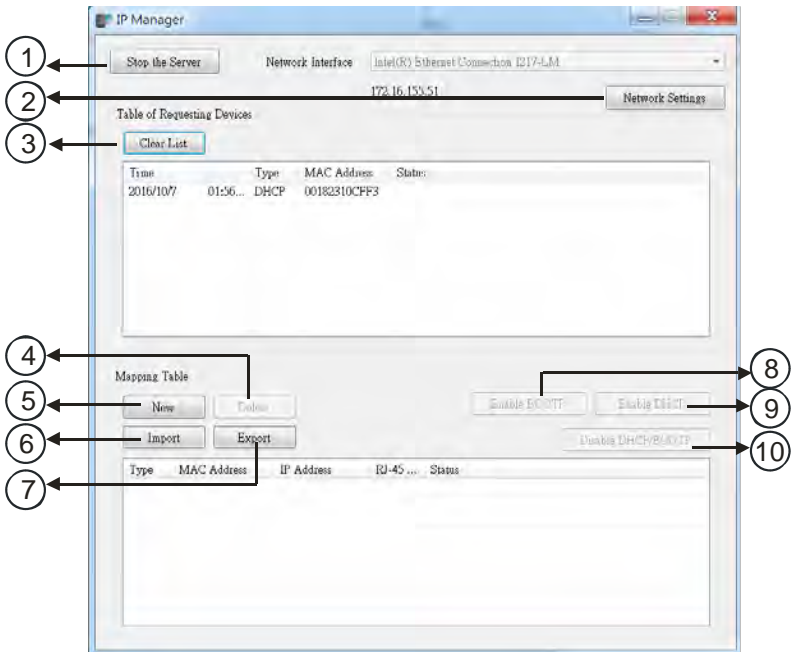 IP Manager
1 Stop the Server Network Interface Intel(R) Ethernet Connection I217-LM
172.16.155.51
2 Network Settings
Table of Requesting Devices
3 Clear List
Time Type MAC Address Status
2016/10/7 01:56... DHCP 00182310CFF3
4
Mapping Table
8
5 New Delete Enable BOOTP Enable DHCP 9
6 Import Export Disable DHCP/BOOTP 10
Type MAC Address IP Address RJ-45 ... Status
7